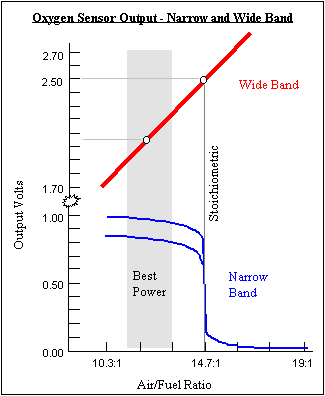 Oxygen Sensor Output - Narrow and Wide Band
2.70
2.50
Wide Band
1.70
Stoichiometric
1.00
Output Volts
Best
Power
Narrow
Band
0.50
0.00
10.3:1
14.7:1
19:1
Air/Fuel Ratio